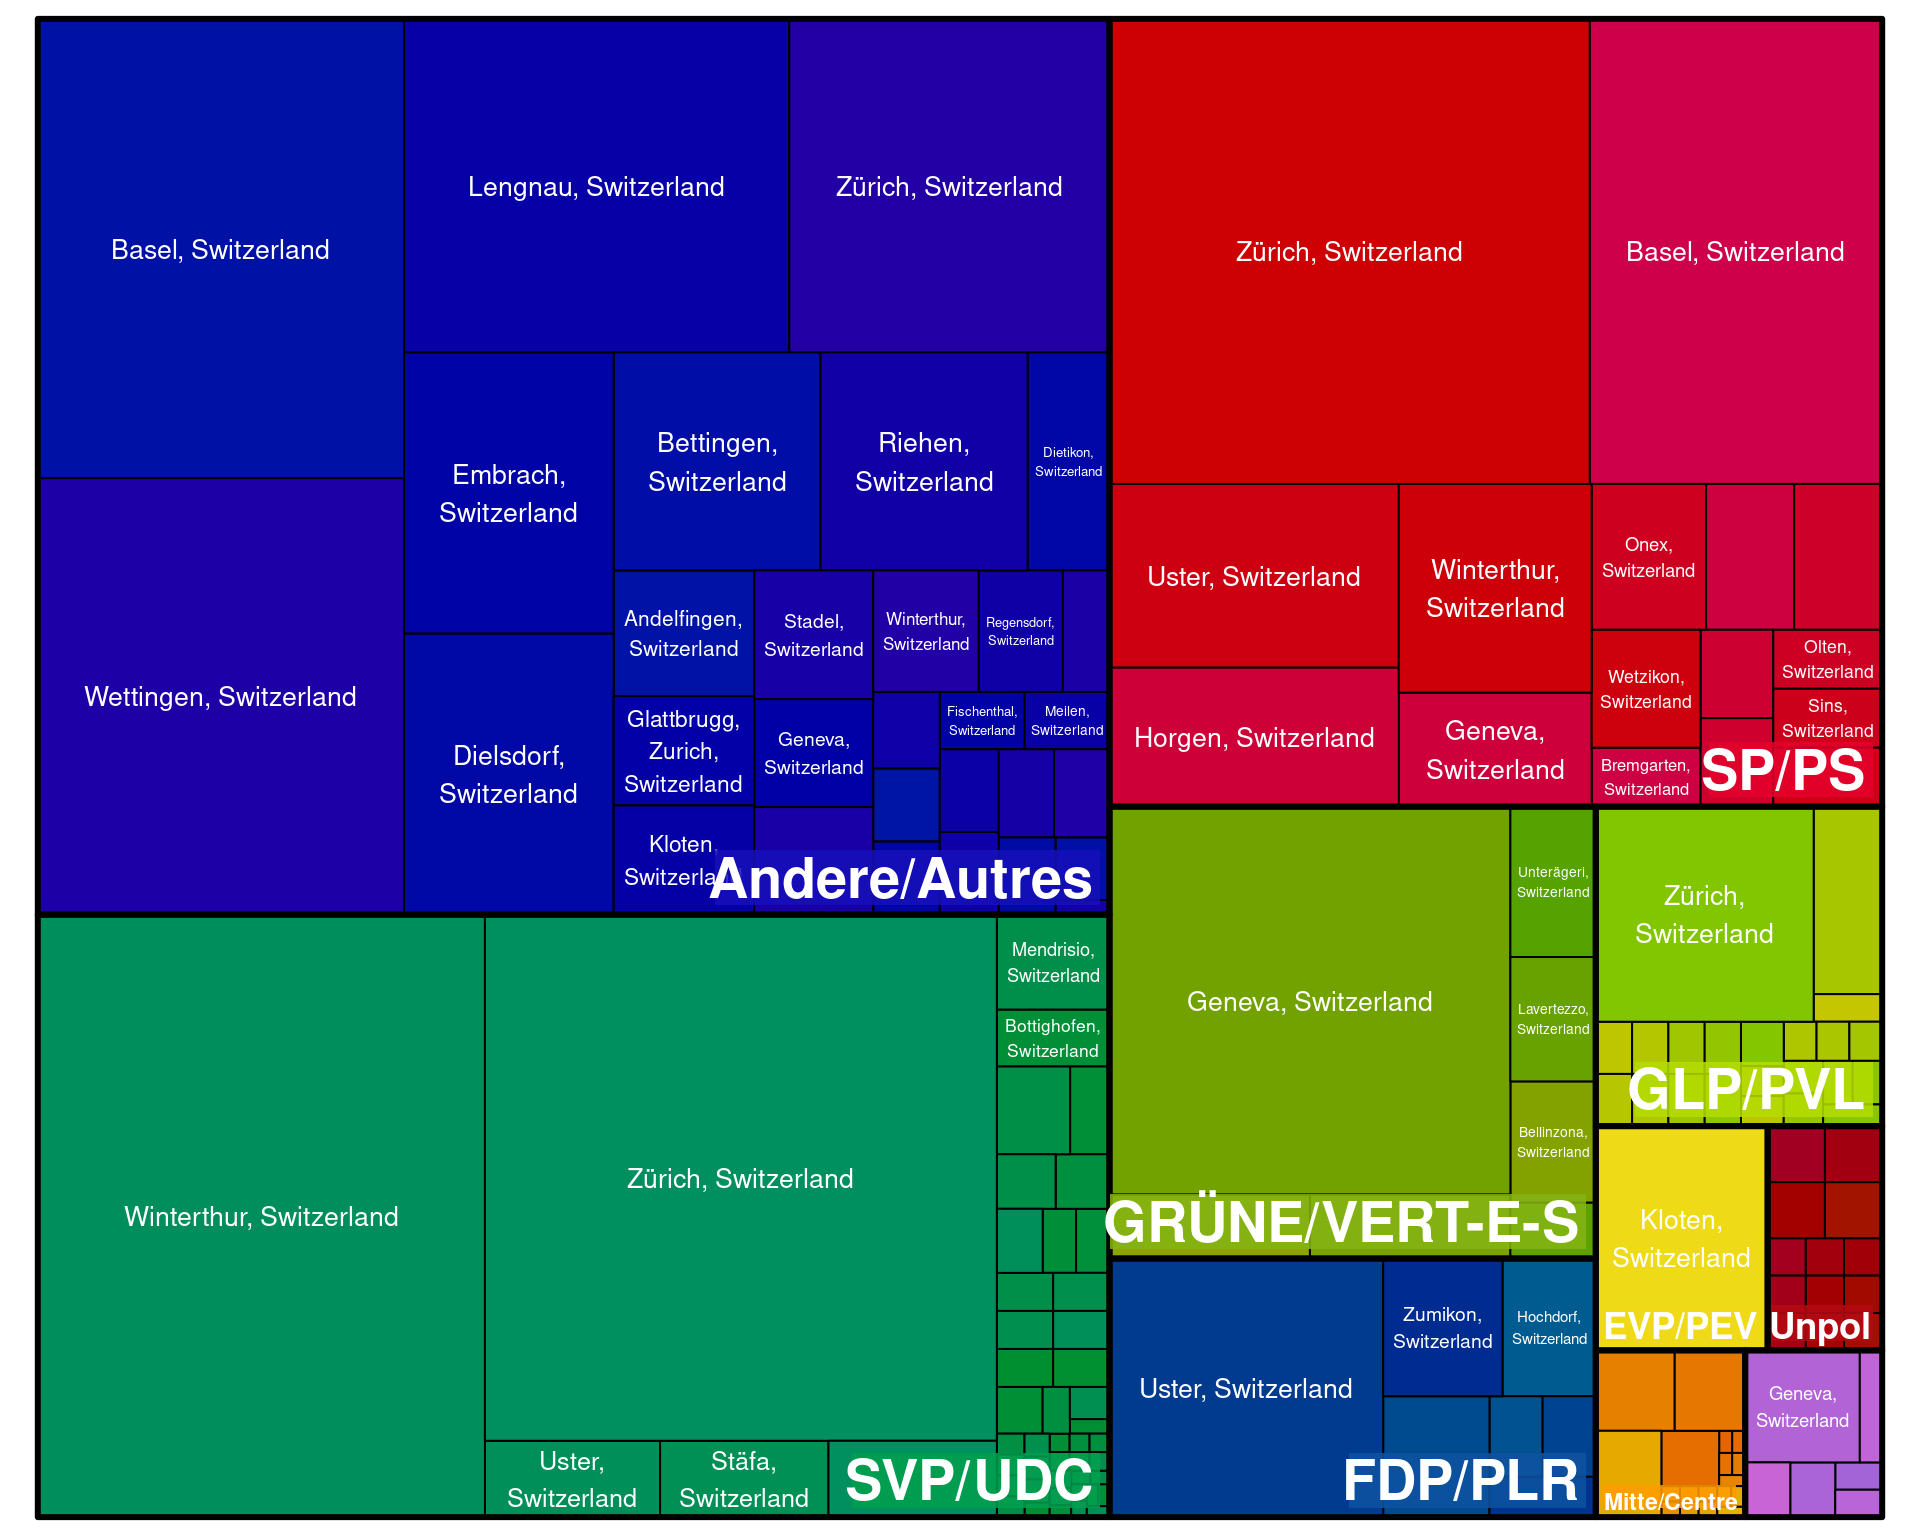 Basel, Switzerland
Lengnau, Switzerland
Zürich, Switzerland
Wettingen, Switzerland
Embrach,
Switzerland
Bettingen,
Switzerland
Riehen,
Switzerland
Dietikon,
Switzerland
Dielsdorf,
Switzerland
Andelfingen,
Switzerland
Stadel,
Switzerland
Winterthur,
Switzerland
Regensdorf,
Switzerland
Glattbrugg,
Zurich,
Switzerland
Geneva,
Switzerland
Fischenthal,
Switzerland
Meilen,
Switzerland
Kloten,
Switzerla
Andere/Autres
Zürich, Switzerland
Basel, Switzerland
Uster, Switzerland
Winterthur,
Switzerland
Onex,
Switzerland
Horgen, Switzerland
Geneva,
Switzerland
Wetzikon,
Switzerland
Olten,
Switzerland
Sins,
Switzerland
Bremgarten,
Switzerland
SP/PS
Winterthur, Switzerland
Zürich, Switzerland
Mendrisio,
Switzerland
Bottighofen,
Switzerland
Uster,
Switzerland
Stäfa,
Switzerland
SVP/UDC
Geneva, Switzerland
Unterägeri,
Switzerland
Lavertezzo,
Switzerland
Bellinzona,
Switzerland
GRÜNE/VERT-E-S
Zürich,
Switzerland
GLP/PVL
Uster, Switzerland
Zumikon,
Switzerland
Hochdorf,
Switzerland
FDP/PLR
Kloten,
Switzerland
EVP/PEV
Unpol
Mitte/Centre
Geneva,
Switzerland